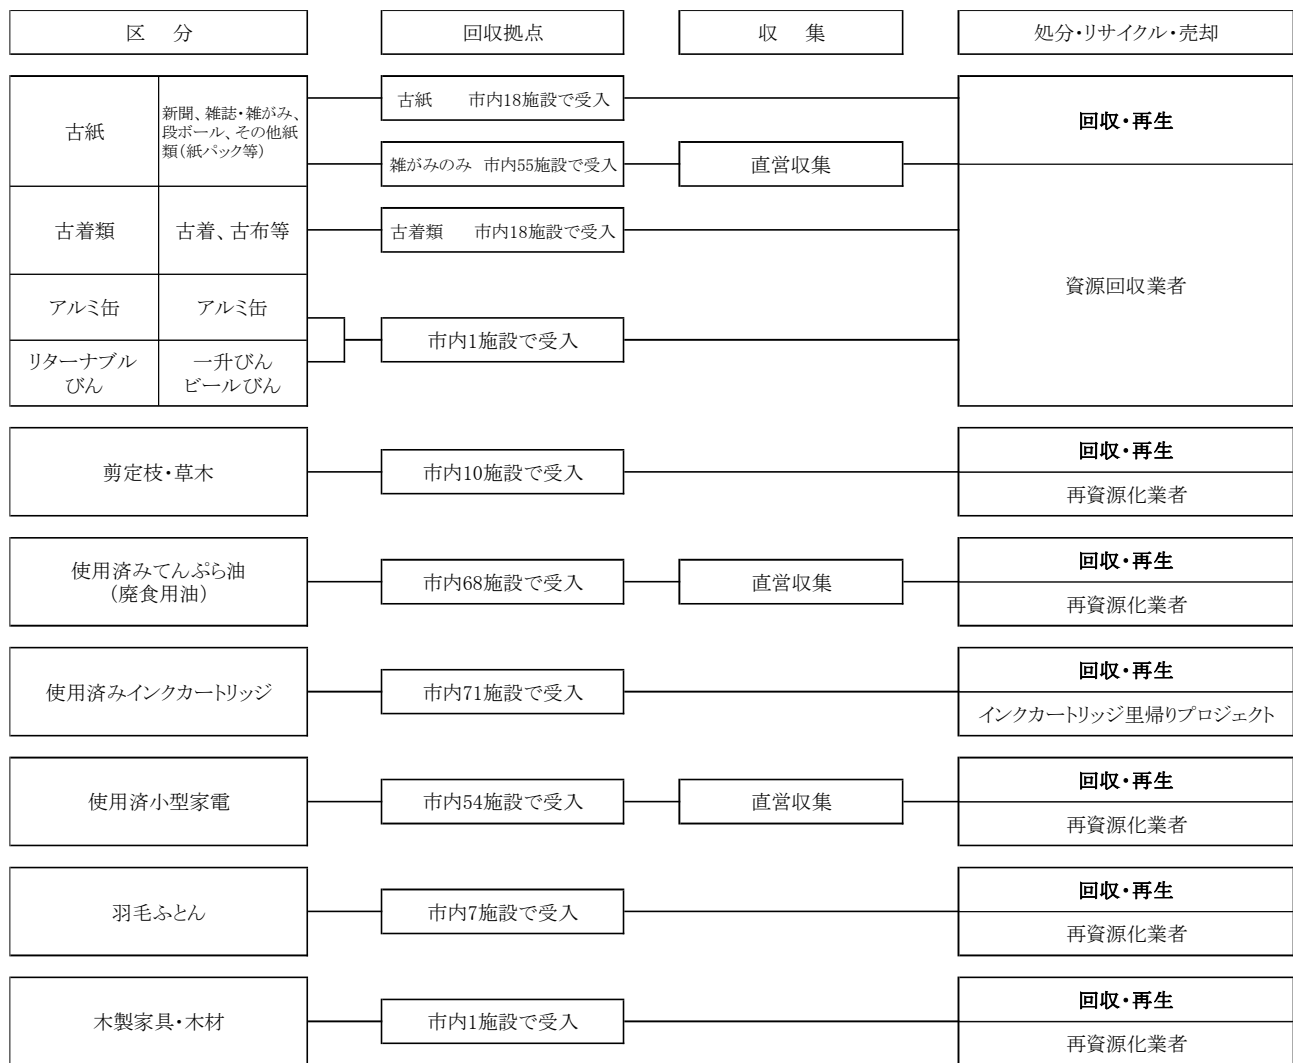 区　分
回収拠点
収　集
処分・リサイクル・売却
古紙
新聞、雑誌・雑がみ、
段ボール、その他紙
類(紙パック等)
古紙　　市内18施設で受入
雑がみのみ　市内55施設で受入
直営収集
回収・再生
資源回収業者
古着類
古着、古布等
古着類　　市内18施設で受入
アルミ缶
アルミ缶
リターナブル
びん
一升びん
ビールびん
市内1施設で受入
剪定枝・草木
市内10施設で受入
回収・再生
再資源化業者
使用済みてんぷら油
(廃食用油)
市内68施設で受入
直営収集
回収・再生
再資源化業者
使用済みインクカートリッジ
市内71施設で受入
回収・再生
インクカートリッジ里帰りプロジェクト
使用済小型家電
市内54施設で受入
直営収集
回収・再生
再資源化業者
羽毛ふとん
市内7施設で受入
回収・再生
再資源化業者
木製家具・木材
市内1施設で受入
回収・再生
再資源化業者